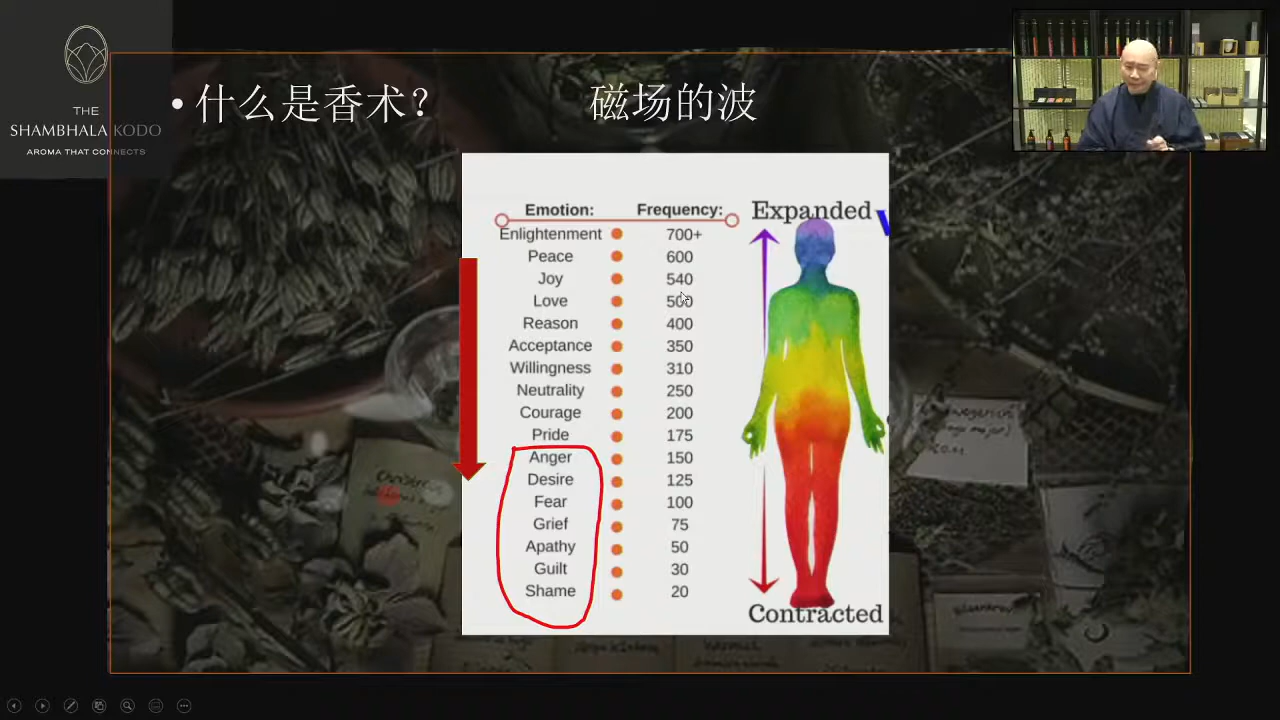 THE
SHAMBHALA KODO
AROMA THAT CONNECTS
• 什么是香术?
磁场的波
Emotion: Frequency:
Enlightenment 700+
Peace 600
Joy 540
Love 500
Reason 400
Acceptance 350
Willingness 310
Neutrality 250
Courage 200
Pride 175
Anger 150
Desire 125
Fear 100
Grief 75
Apathy 50
Guilt 30
Shame 20
Expanded
Contracted